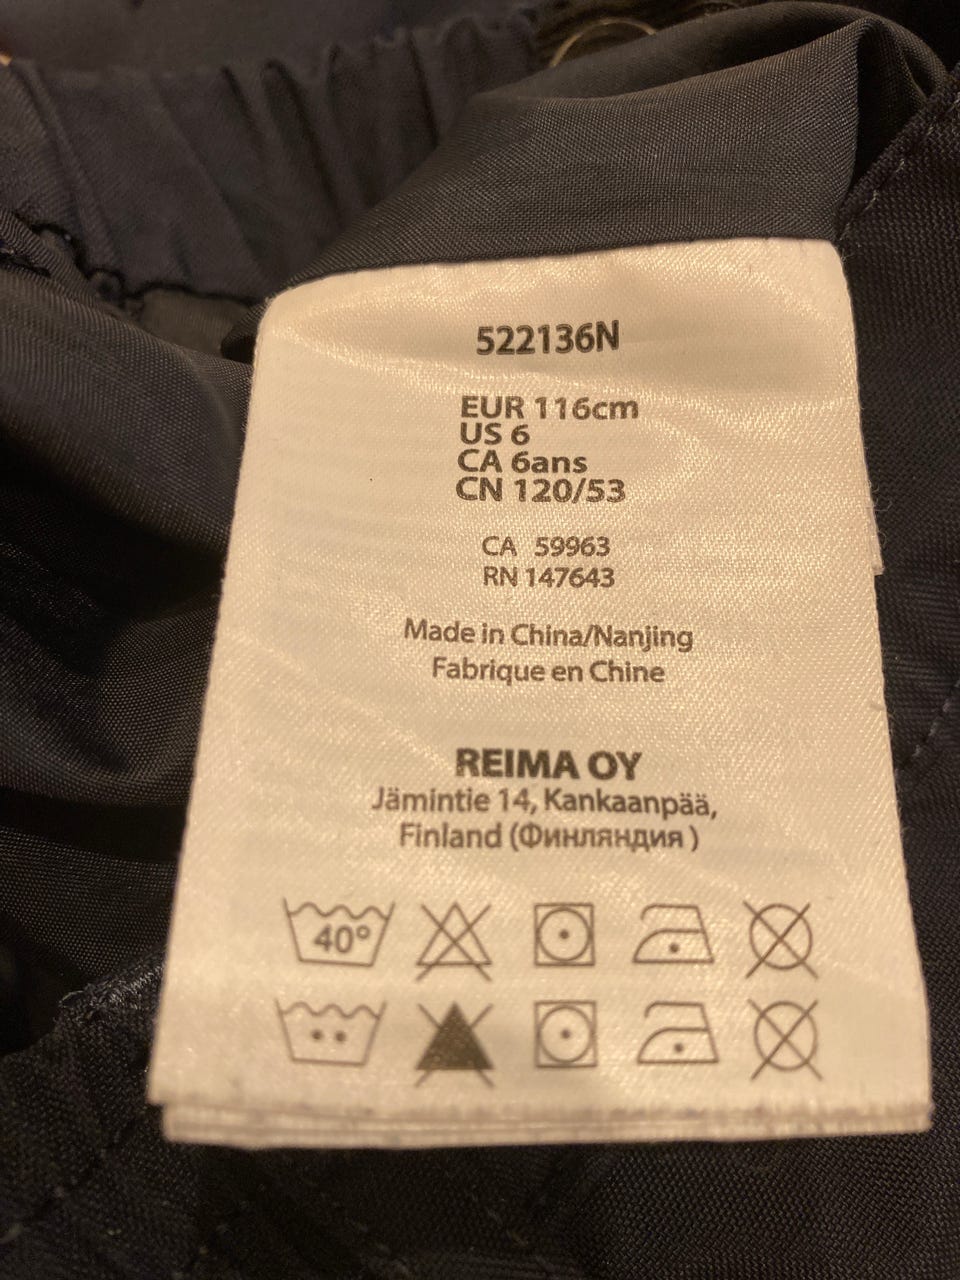 522136N
EUR 116cm
US 6
CA 6ans
CN 120/53
CA 59963
RN 147643
Made in China/Nanjing
Fabrique en Chine
REIMA OY
Jämintie 14, Kankaanpää,
Finland (Финляндия )
40°